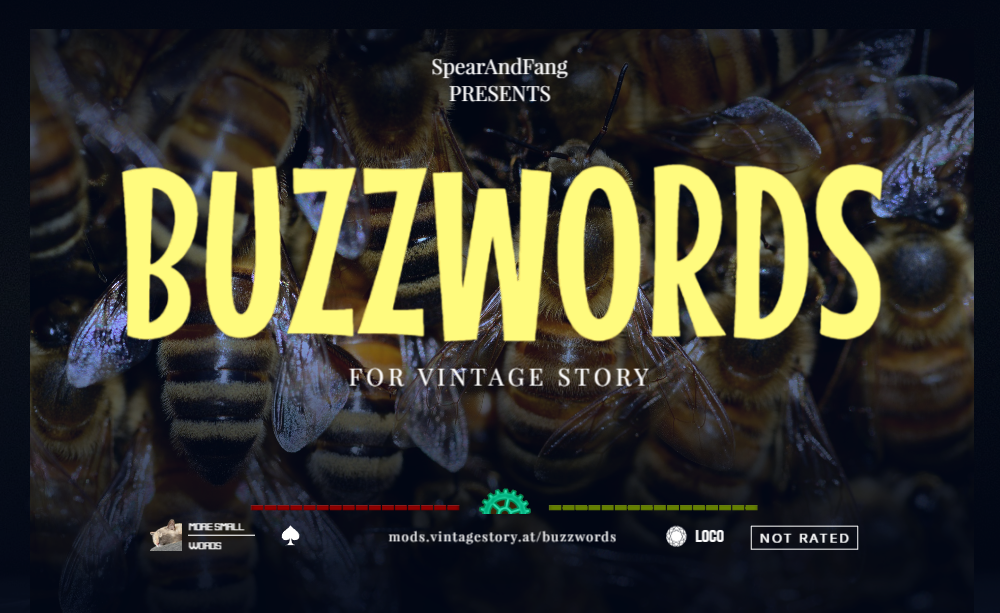 SpearAndFang
PRESENTS
BUZZWORDS
FOR VINTAGE STORY
MORE SMALL
WORDS
mods.vintagestory.at/buzzwords
LOCO
NOT RATED